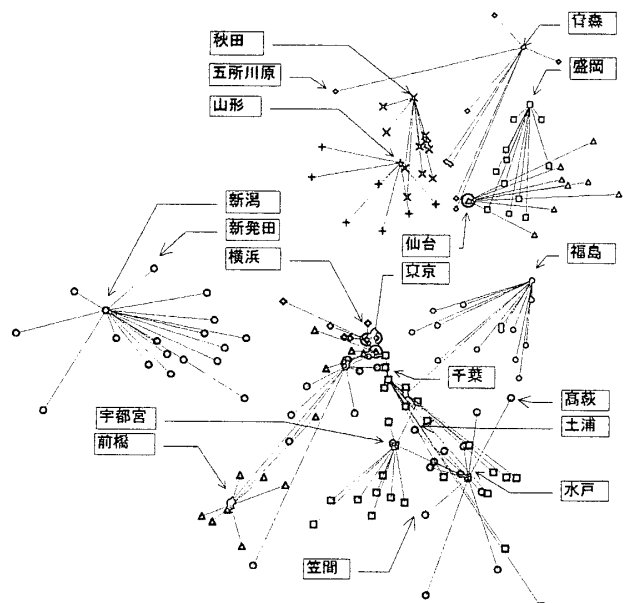 青森
秋田
盛岡
五所川原
山形
新潟
新発田
仙台
福島
横浜
東京
千葉
高萩
宇都宮
土浦
前橋
水戸
笠間